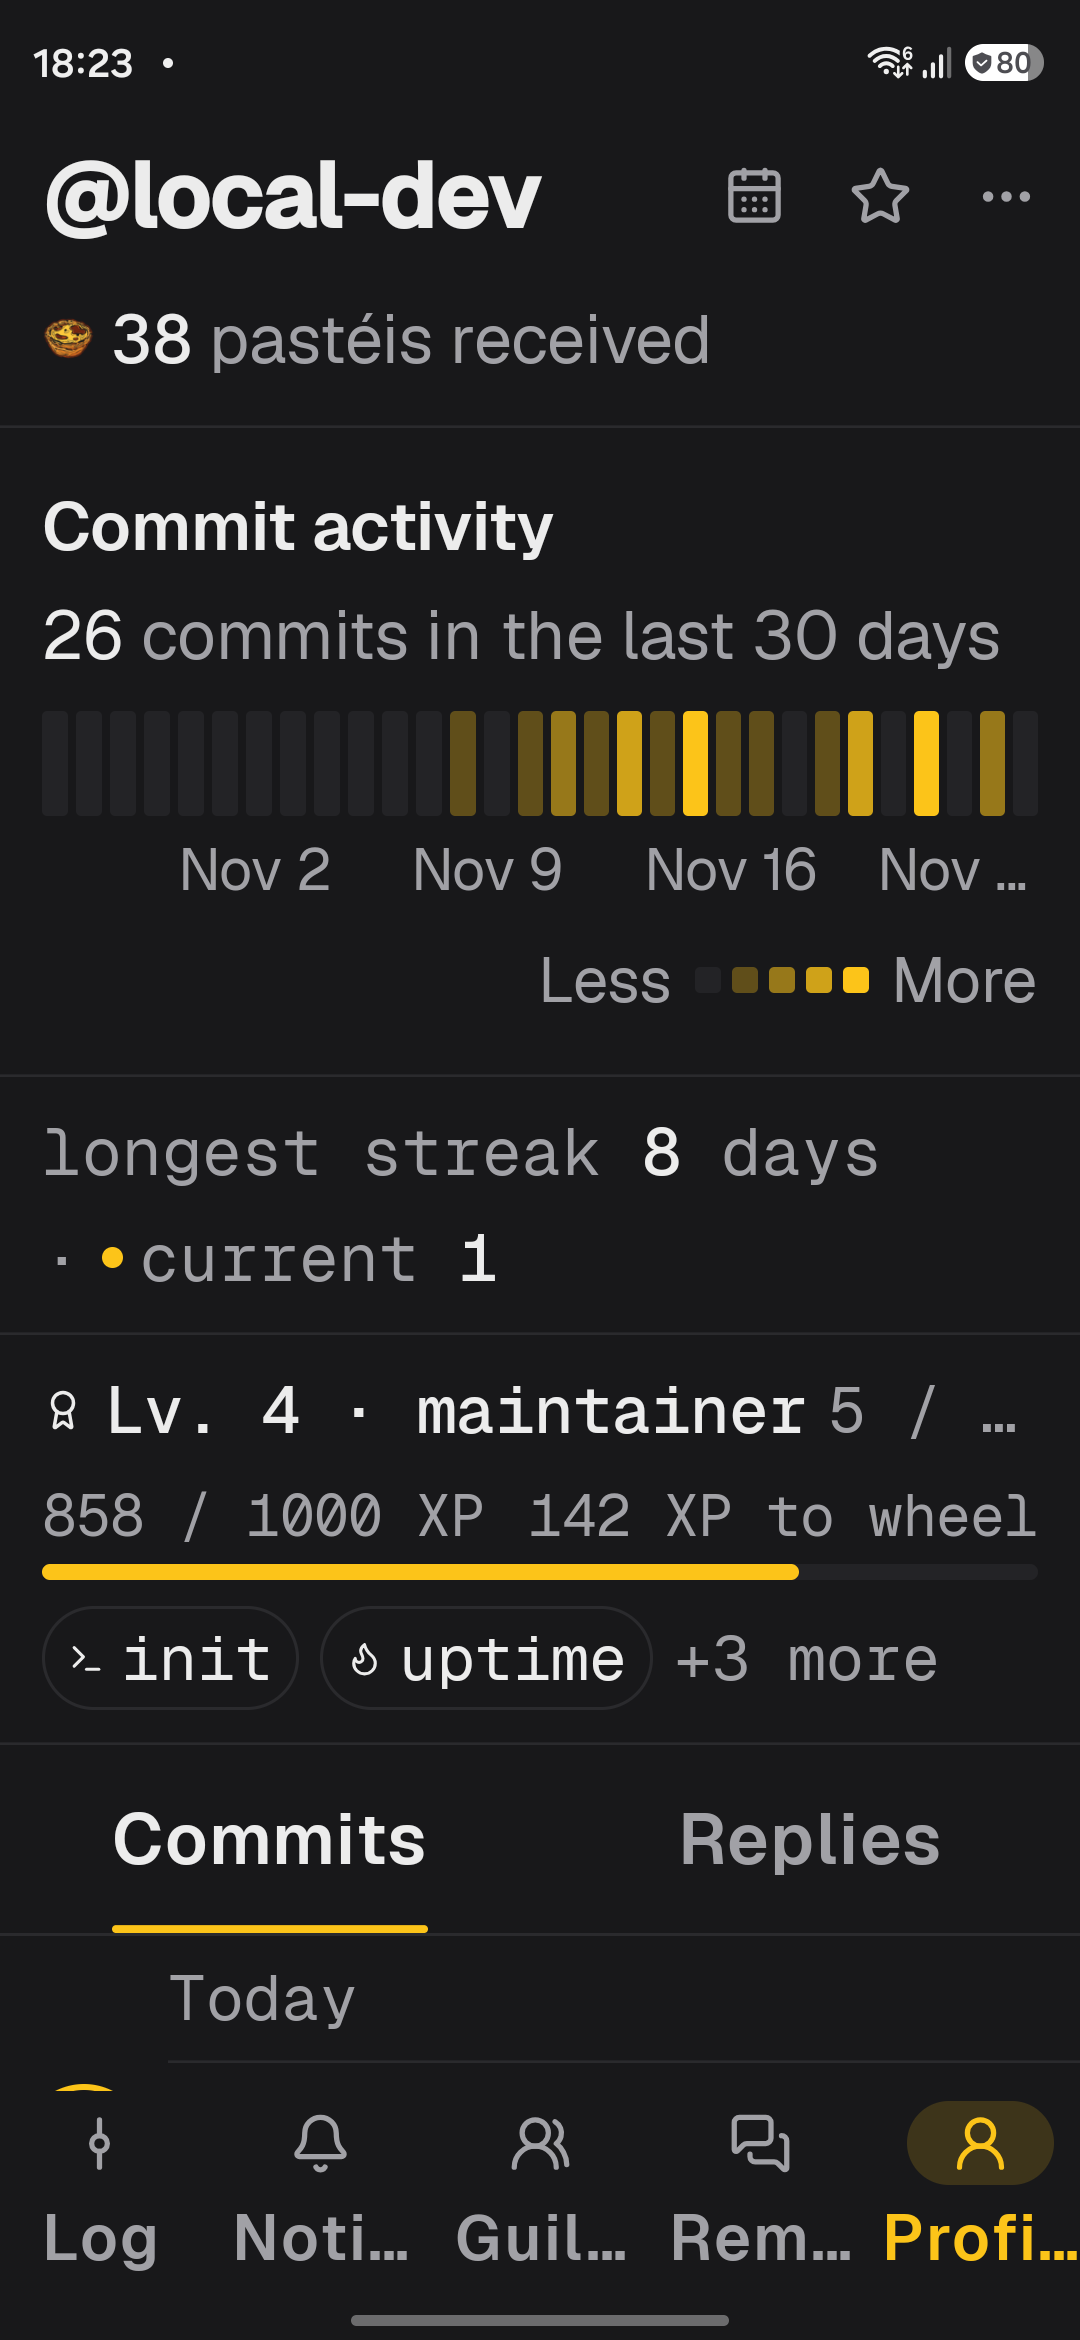 18:23
6
80
@local-dev
38 pastéis received
Commit activity
26 commits in the last 30 days
Nov 2 Nov 9 Nov 16 Nov ...
Less More
longest streak 8 days
· current 1
Lv. 4 · maintainer 5 / ...
858 / 1000 XP 142 XP to wheel
init uptime +3 more
Commits Replies
Today
Log Noti... Guil... Rem... Profi...